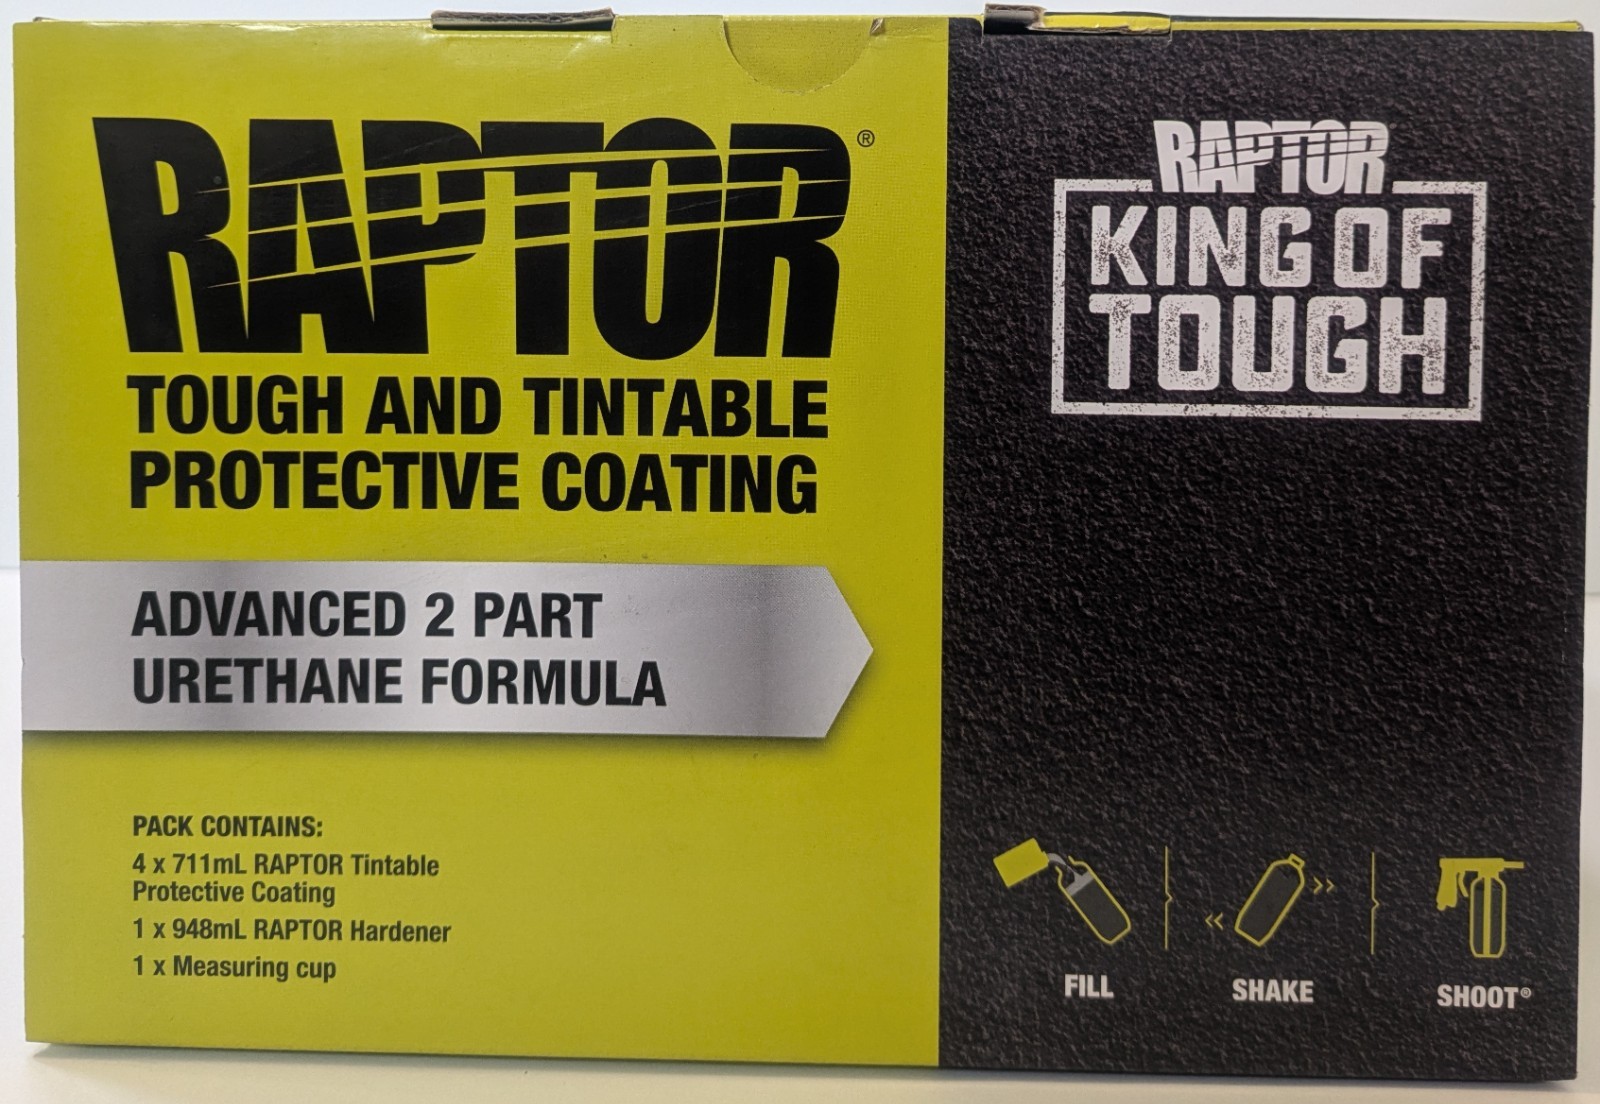 RAPTOR®
TOUGH AND TINTABLE
PROTECTIVE COATING
ADVANCED 2 PART
URETHANE FORMULA
PACK CONTAINS:
4 x 711mL RAPTOR Tintable
Protective Coating
1 x 948mL RAPTOR Hardener
1 x Measuring cup
RAPTOR
KING OF
TOUGH
FILL
SHAKE
SHOOT®